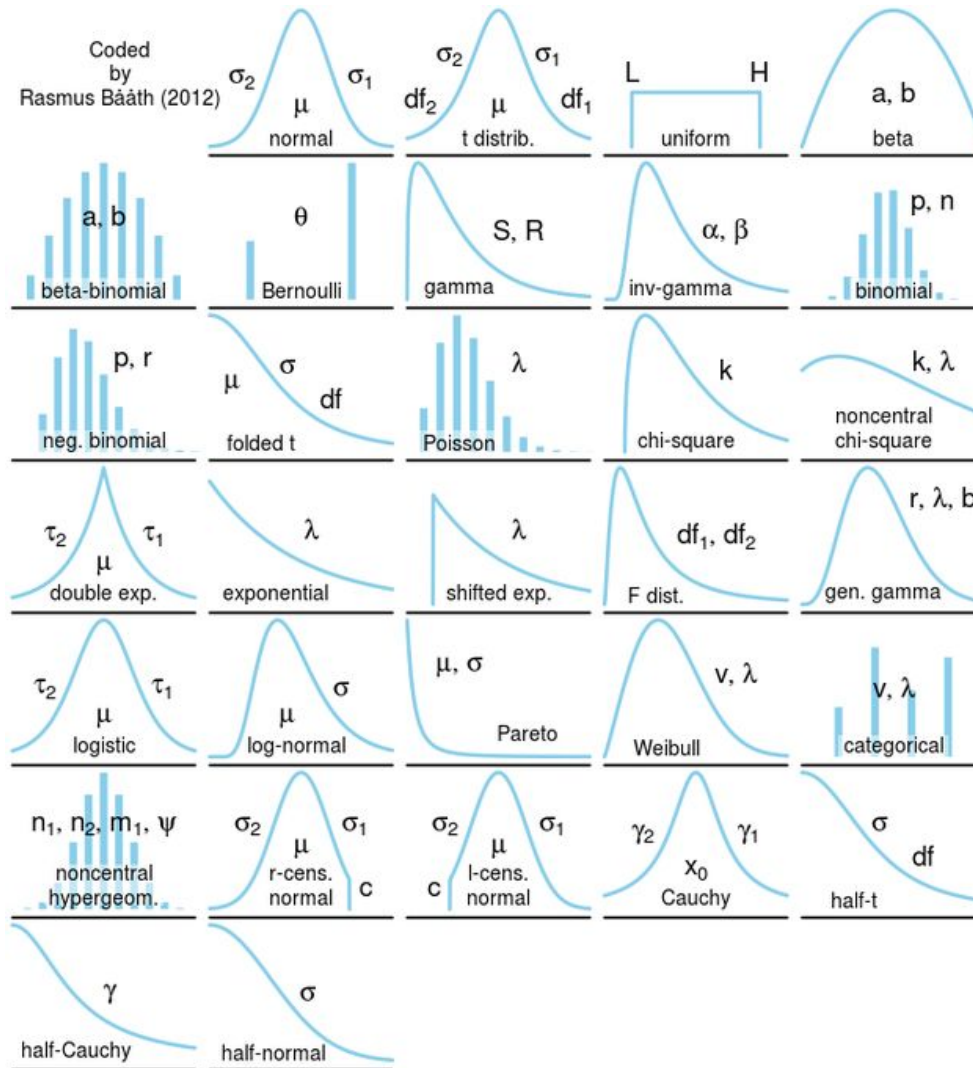 Coded
by
Rasmus Bååth (2012)
σ2 σ1
μ
normal
σ2 σ1
df2 μ df1
t distrib.
L H
uniform
a, b
beta
a, b
beta-binomial
θ
Bernoulli
S, R
gamma
α, β
inv-gamma
p, n
binomial
p, r
neg. binomial
σ
μ
df
folded t
λ
Poisson
k
chi-square
k, λ
noncentral
chi-square
τ2 τ1
μ
double exp.
λ
exponential
λ
shifted exp.
df1, df2
F dist.
r, λ, b
gen. gamma
τ2 τ1
μ
logistic
σ
μ
log-normal
μ, σ
Pareto
v, λ
Weibull
v, λ
categorical
n1, n2, m1, ψ
noncentral
hypergeom.
σ2 σ1
μ
r-cens.
normal c
σ2 σ1
μ
l-cens.
c normal
γ2 γ1
x0
Cauchy
σ
df
half-t
γ
half-Cauchy
σ
half-normal